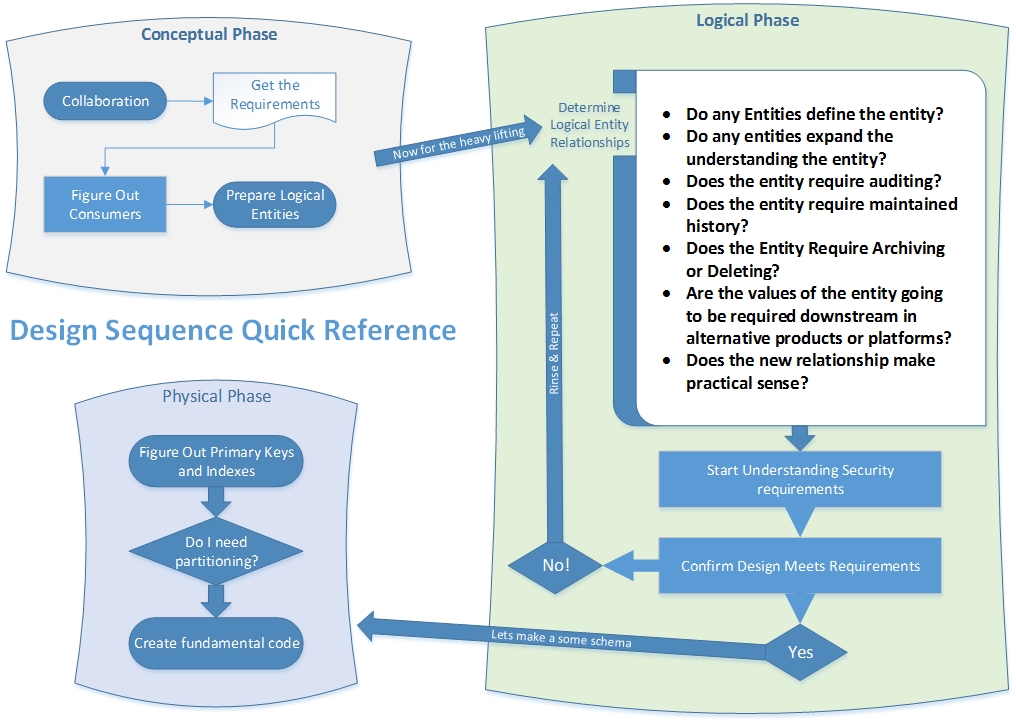 Conceptual Phase
Collaboration
Get the
Requirements
Figure Out
Consumers
Prepare Logical
Entities
Now for the heavy lifting
Logical Phase
Determine
Logical Entity
Relationships
• Do any Entities define the entity?
• Do any entities expand the
understanding the entity?
• Does the entity require auditing?
• Does the entity require maintained
history?
• Does the Entity Require Archiving
or Deleting?
• Are the values of the entity going
to be required downstream in
alternative products or platforms?
• Does the new relationship make
practical sense?
Start Understanding Security
requirements
Confirm Design Meets Requirements
No!
Rinse & Repeat
Yes
Lets make a some schema
Design Sequence Quick Reference
Physical Phase
Figure Out Primary Keys
and Indexes
Do I need
partitioning?
Create fundamental code